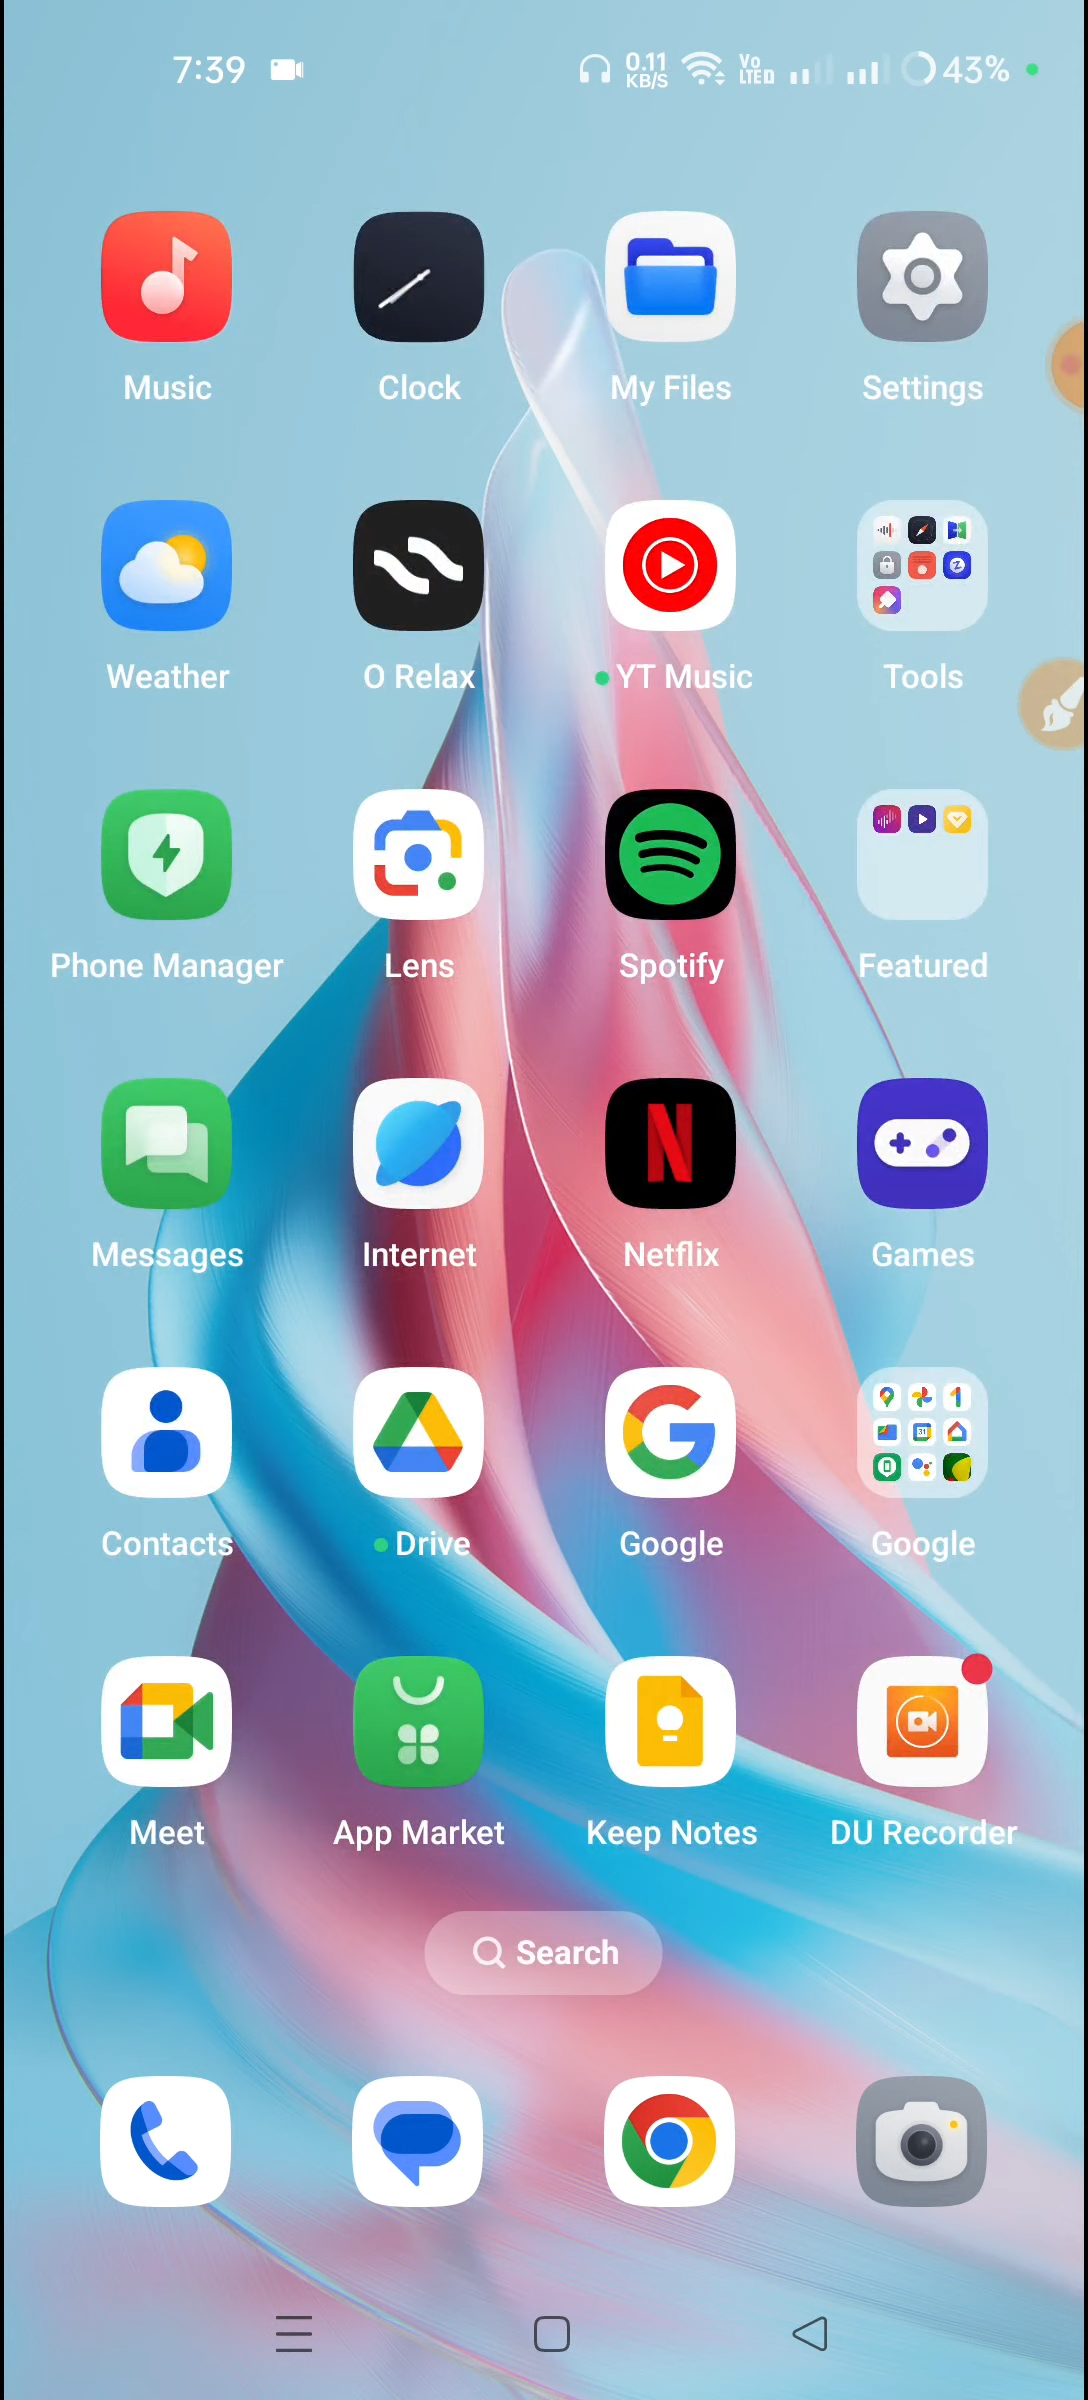 7:39
0.11
KB/S
Vo
LTE D
43%
Music
Clock
My Files
Settings
Weather
O Relax
YT Music
Tools
Phone Manager
Lens
Spotify
Featured
Messages
Internet
Netflix
Games
Contacts
Drive
Google
Google
Meet
App Market
Keep Notes
DU Recorder
Search